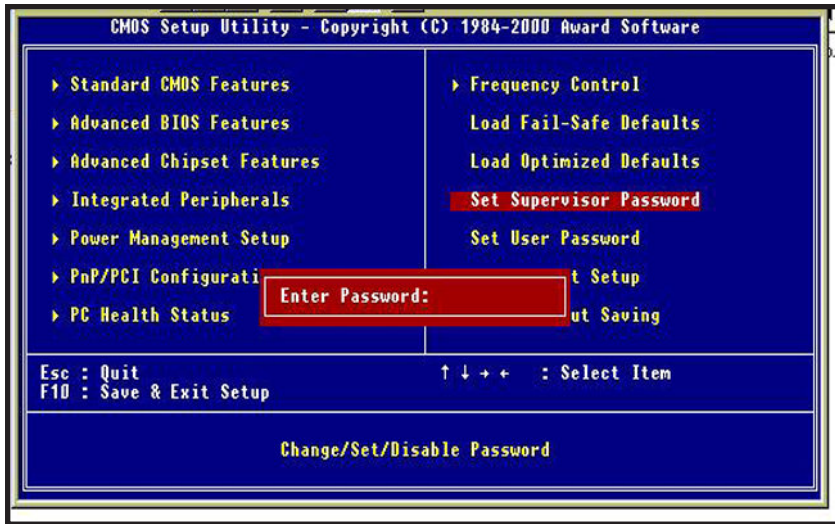 CMOS Setup Utility - Copyright (C) 1984-2000 Award Software
▸ Standard CMOS Features
▸ Advanced BIOS Features
▸ Advanced Chipset Features
▸ Integrated Peripherals
▸ Power Management Setup
▸ PnP/PCI Configurati
▸ PC Health Status
▸ Frequency Control
Load Fail-Safe Defaults
Load Optimized Defaults
Set Supervisor Password
Set User Password
t Setup
ut Saving
Enter Password:
Esc : Quit
F10 : Save & Exit Setup
↑ ↓ → ← : Select Item
Change/Set/Disable Password